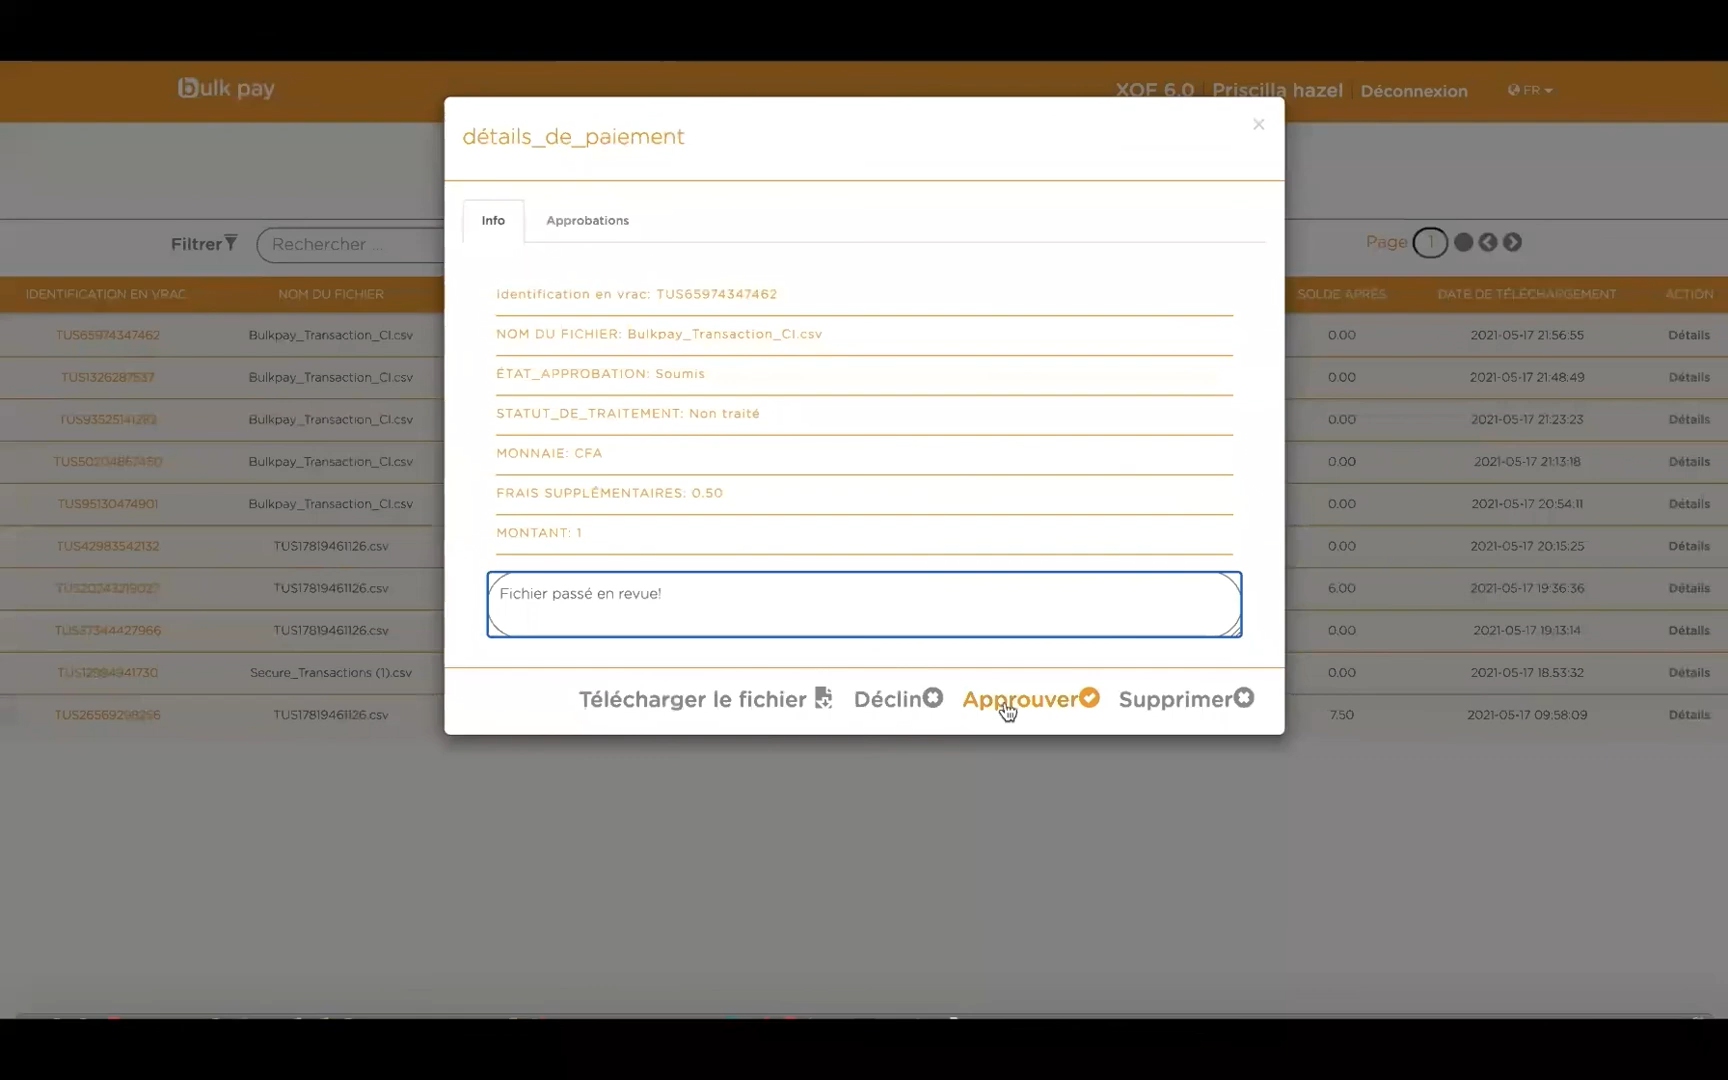 bulk pay
XOF 6.0 Priscilla hazel Déconnexion FR
détails_de_paiement ×
Info Approbations
Filtrer Rechercher ... Page 1
IDENTIFICATION EN VRAC NOM DU FICHIER SOLDE APRÈS DATE DE TÉLÉCHARGEMENT ACTION
Identification en vrac: TUS65974347462
NOM DU FICHIER: Bulkpay_Transaction_CI.csv
ÉTAT_APPROBATION: Soumis
STATUT_DE_TRAITEMENT: Non traité
MONNAIE: CFA
FRAIS SUPPLÉMENTAIRES: 0.50
MONTANT: 1
Fichier passé en revue!
Télécharger le fichier Déclin Approuver Supprimer
TUS65974347462 Bulkpay_Transaction_CI.csv 0.00 2021-05-17 21:56:55 Détails
TUS1326287537 Bulkpay_Transaction_CI.csv 0.00 2021-05-17 21:48:49 Détails
TUS93525141282 Bulkpay_Transaction_CI.csv 0.00 2021-05-17 21:23:23 Détails
Bulkpay_Transaction_CI.csv 0.00 2021-05-17 21:13:18 Détails
TUS95130474901 Bulkpay_Transaction_CI.csv 0.00 2021-05-17 20:54:11 Détails
TUS42983542132 TUS17819461126.csv 0.00 2021-05-17 20:15:25 Détails
TUS17819461126.csv 6.00 2021-05-17 19:36:36 Détails
TUS37344427966 TUS17819461126.csv 0.00 2021-05-17 19:13:14 Détails
TUS12984941730 Secure_Transactions (1).csv 0.00 2021-05-17 18:53:32 Détails
TUS26569298266 TUS17819461126.csv 7.50 2021-05-17 09:58:09 Détails